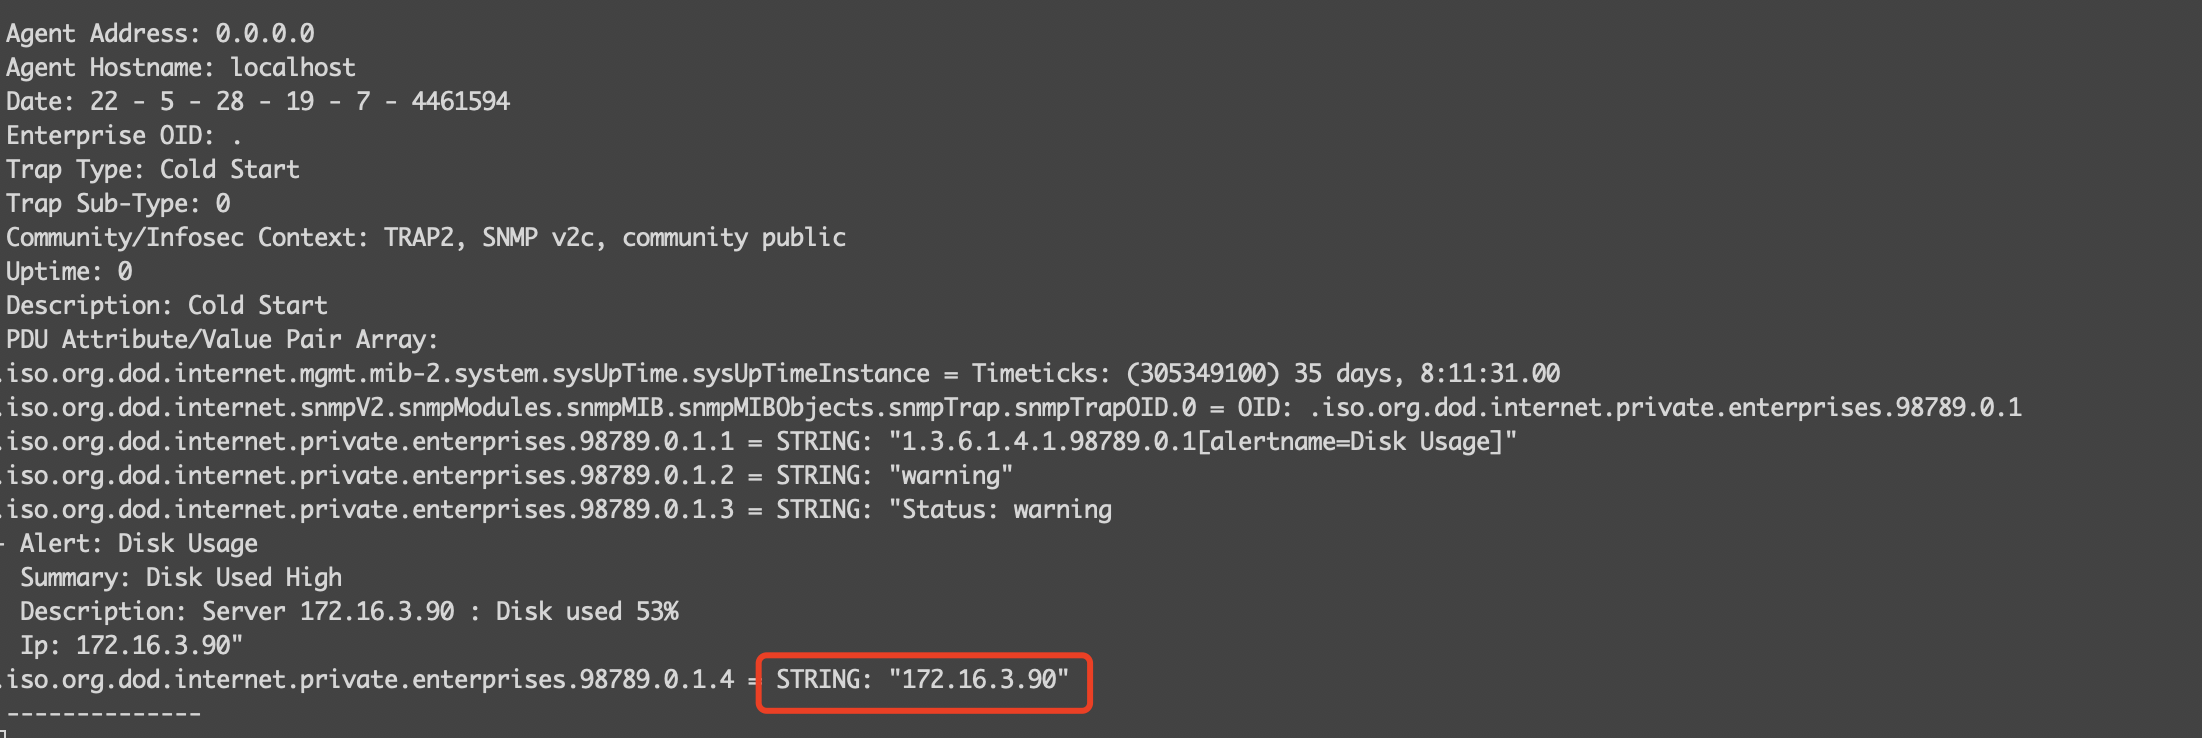 Agent Address: 0.0.0.0
Agent Hostname: localhost
Date: 22 - 5 - 28 - 19 - 7 - 4461594
Enterprise OID: .
Trap Type: Cold Start
Trap Sub-Type: 0
Community/Infosec Context: TRAP2, SNMP v2c, community public
Uptime: 0
Description: Cold Start
PDU Attribute/Value Pair Array:
.iso.org.dod.internet.mgmt.mib-2.system.sysUpTime.sysUpTimeInstance = Timeticks: (305349100) 35 days, 8:11:31.00
.iso.org.dod.internet.snmpV2.snmpModules.snmpMIB.snmpMIBObjects.snmpTrap.snmpTrapOID.0 = OID: .iso.org.dod.internet.private.enterprises.98789.0.1
.iso.org.dod.internet.private.enterprises.98789.0.1.1 = STRING: "1.3.6.1.4.1.98789.0.1[alertname=Disk Usage]"
.iso.org.dod.internet.private.enterprises.98789.0.1.2 = STRING: "warning"
.iso.org.dod.internet.private.enterprises.98789.0.1.3 = STRING: "Status: warning
- Alert: Disk Usage
Summary: Disk Used High
Description: Server 172.16.3.90 : Disk used 53%
Ip: 172.16.3.90"
.iso.org.dod.internet.private.enterprises.98789.0.1.4 = STRING: "172.16.3.90"
--------------